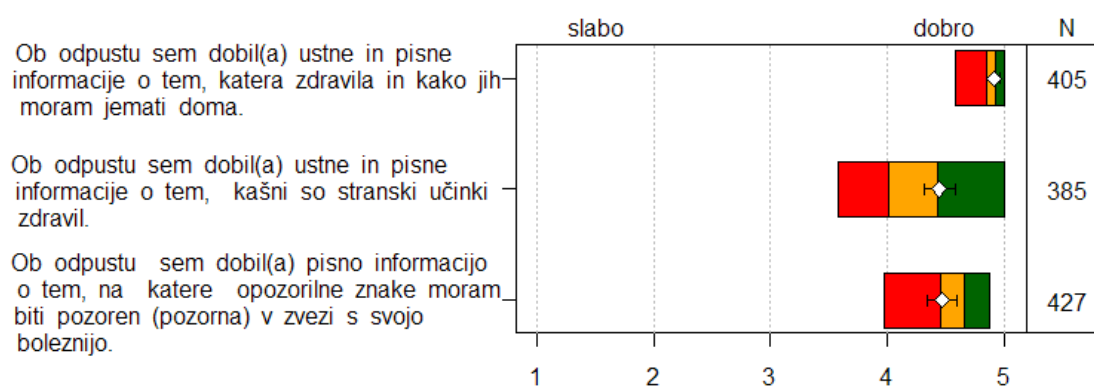 slabo dobro N
Ob odpustu sem dobil(a) ustne in pisne
informacije o tem, katera zdravila in kako jih
moram jemati doma.
405
Ob odpustu sem dobil(a) ustne in pisne
informacije o tem, kašni so stranski učinki
zdravil.
385
Ob odpustu sem dobil(a) pisno informacijo
o tem, na katere opozorilne znake moram
biti pozoren (pozorna) v zvezi s svojo
boleznijo.
427
1 2 3 4 5